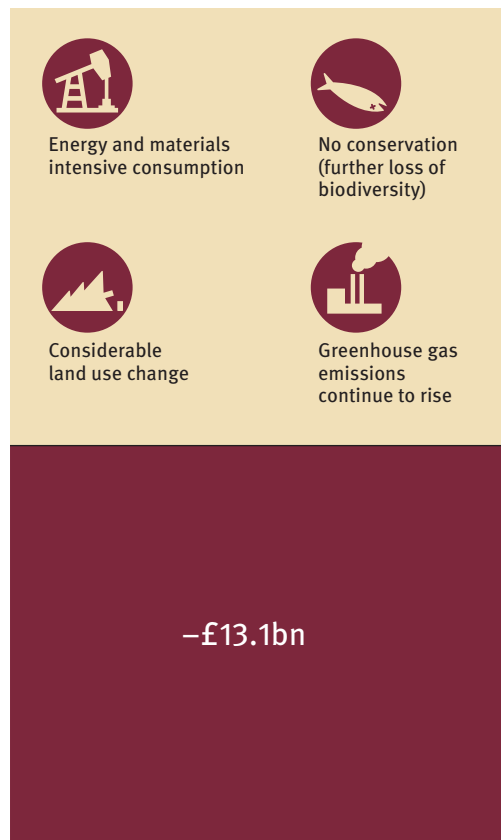 Energy and materials
intensive consumption
No conservation
(further loss of
biodiversity)
Considerable
land use change
Greenhouse gas
emissions
continue to rise
–£13.1bn